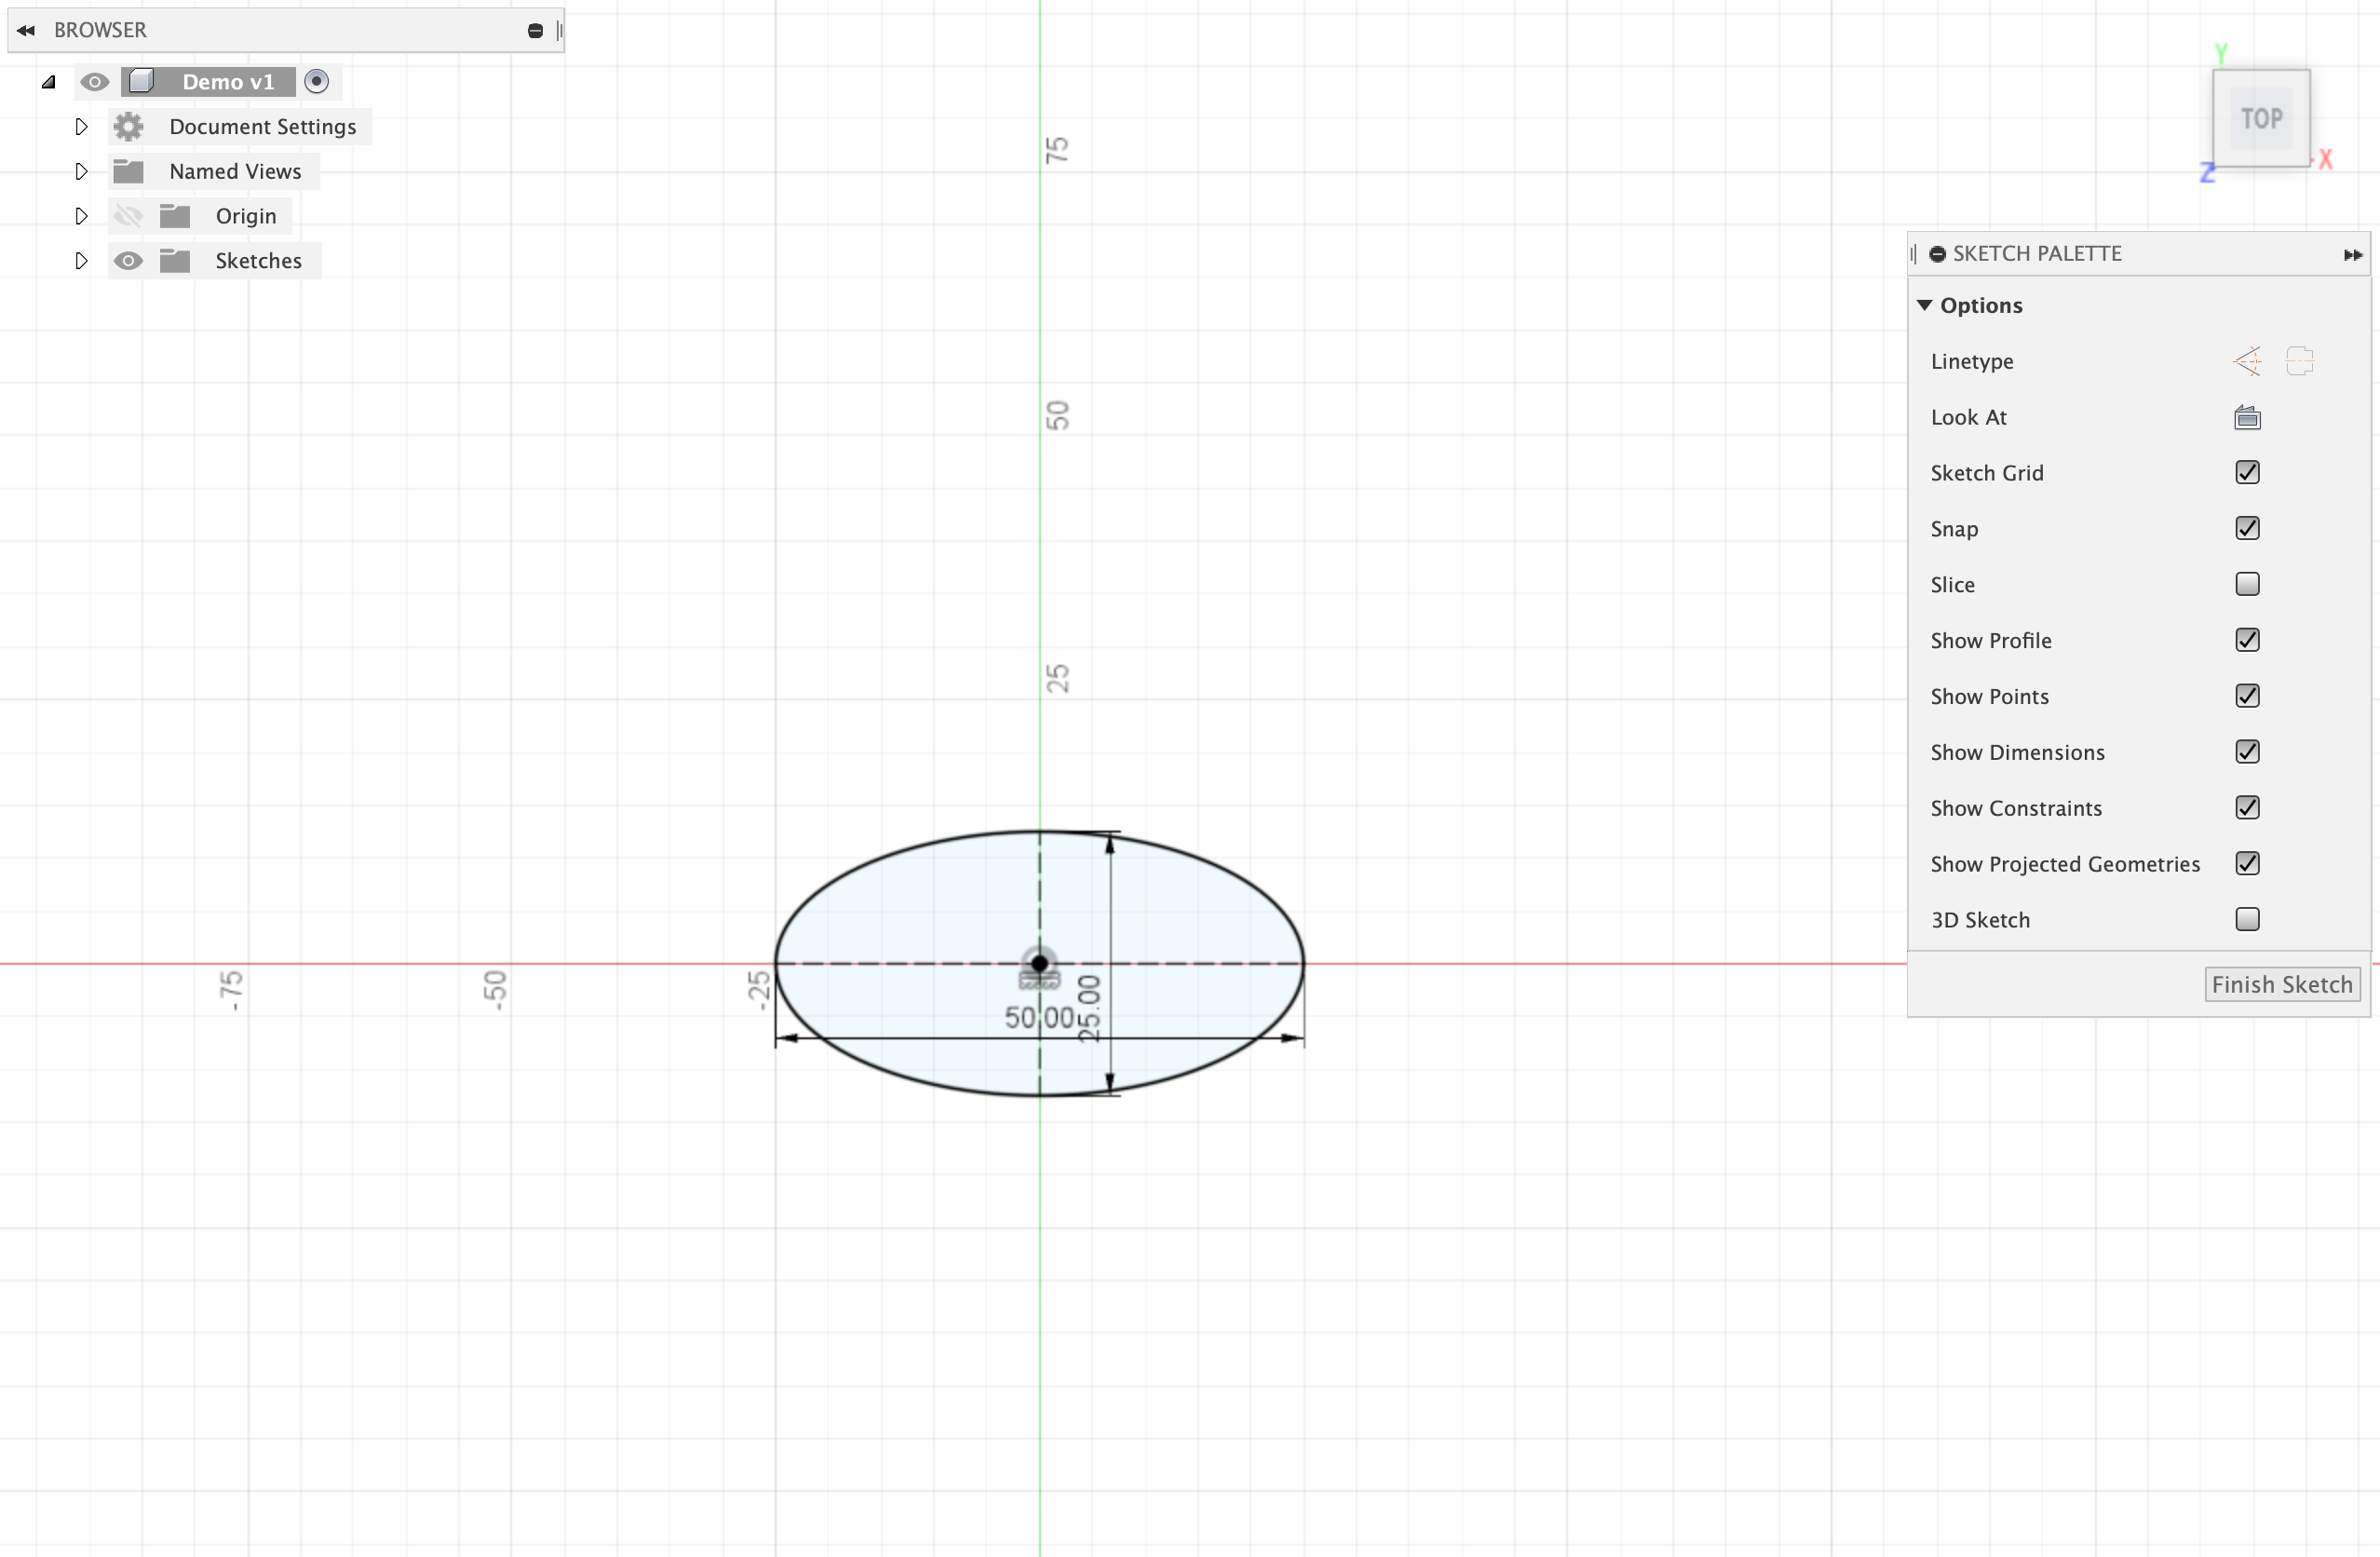 BROWSER
Demo v1
Document Settings
Named Views
Origin
Sketches
Y
TOP
X
Z
75
50
25
-75
-50
-25
50.00
25.00
SKETCH PALETTE
Options
Linetype
Look At
Sketch Grid
Snap
Slice
Show Profile
Show Points
Show Dimensions
Show Constraints
Show Projected Geometries
3D Sketch
Finish Sketch